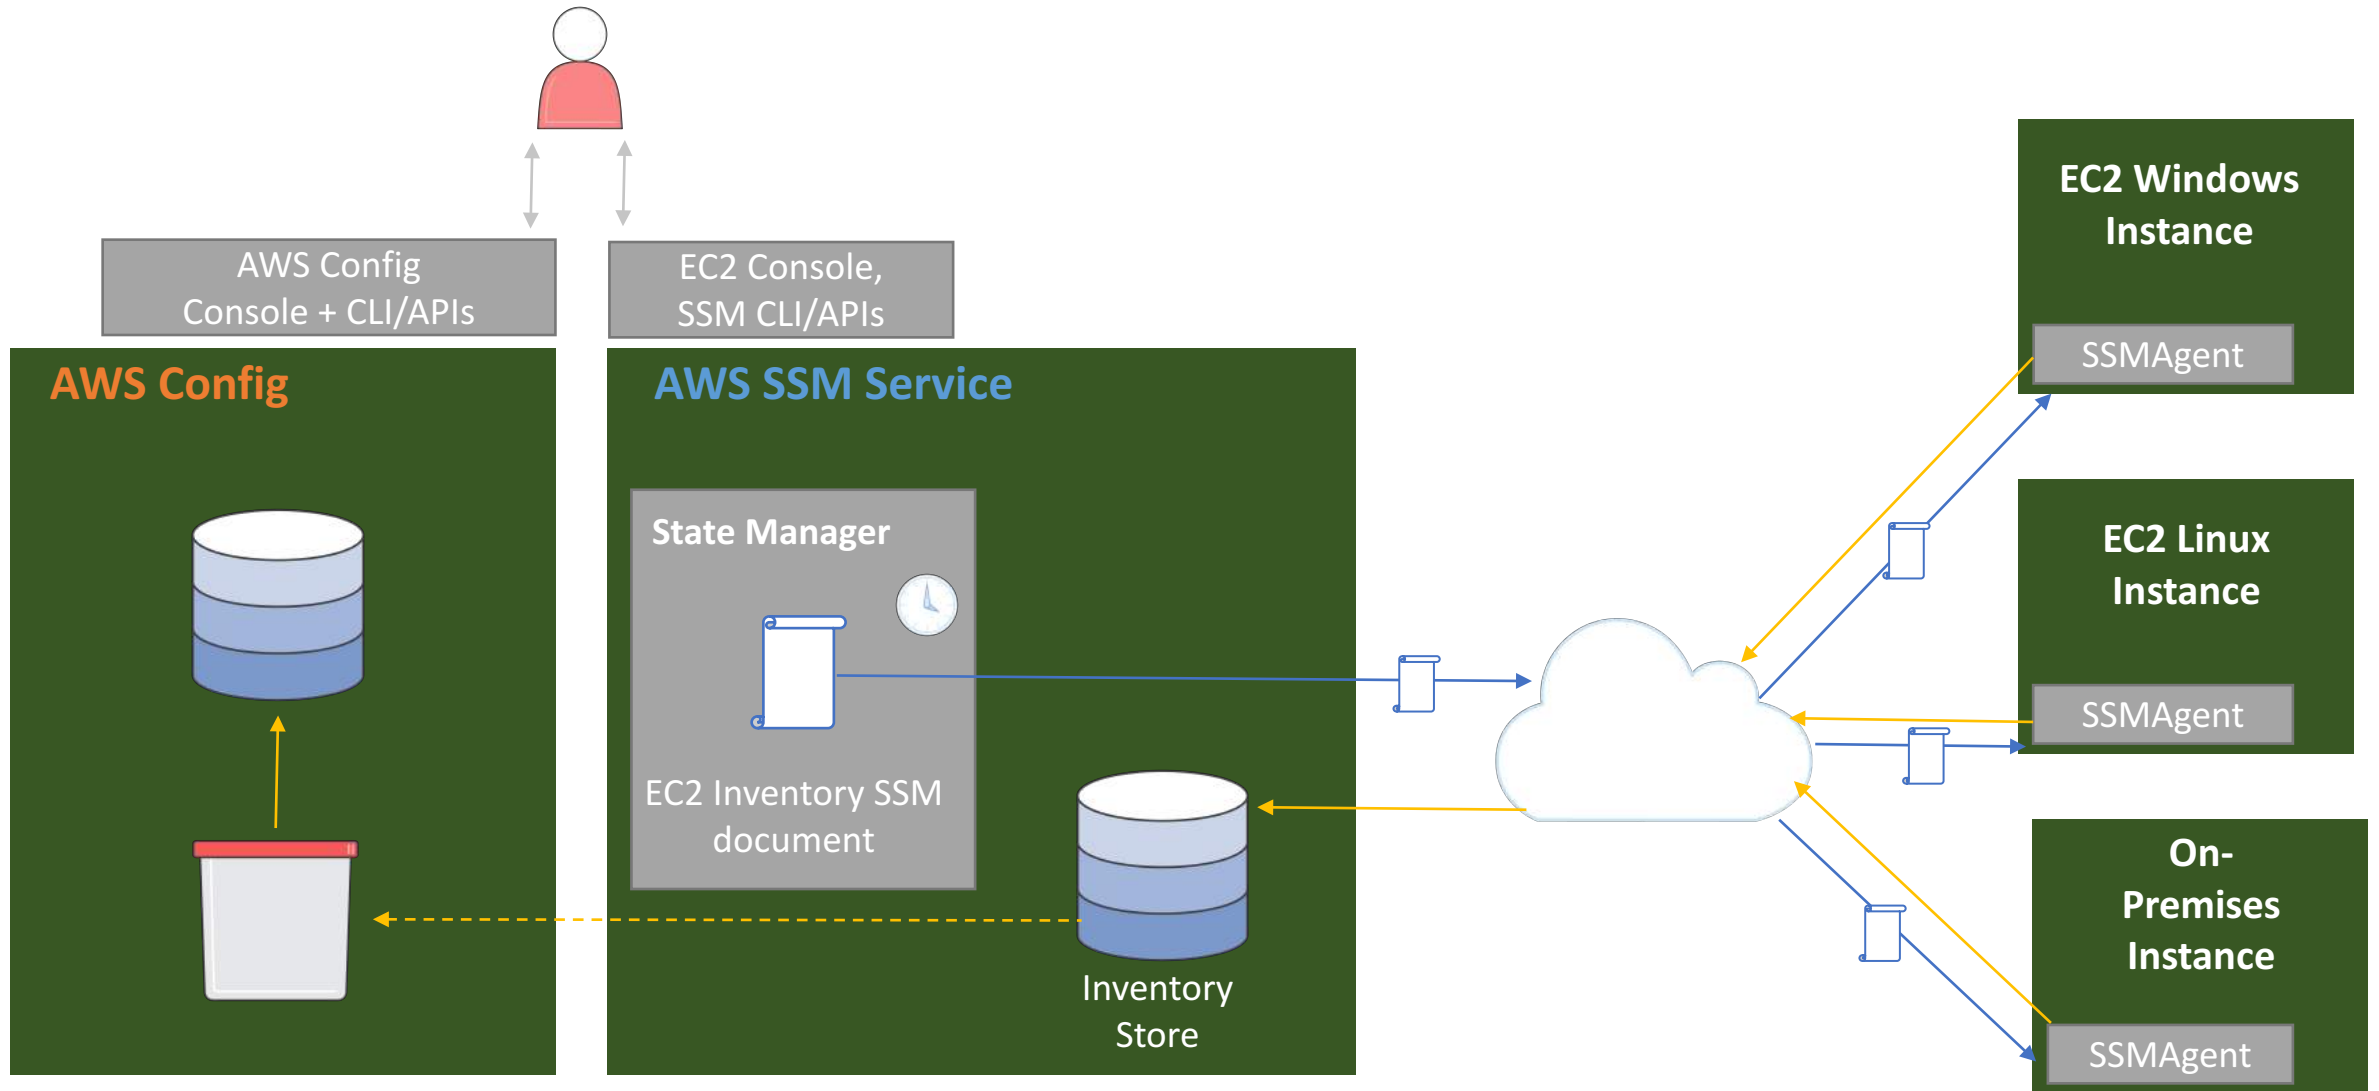 AWS Config
Console + CLI/APIs
EC2 Console,
SSM CLI/APIs
AWS Config
AWS SSM Service
State Manager
EC2 Inventory SSM
document
Inventory
Store
EC2 Windows
Instance
SSMAgent
EC2 Linux
Instance
SSMAgent
On-
Premises
Instance
SSMAgent